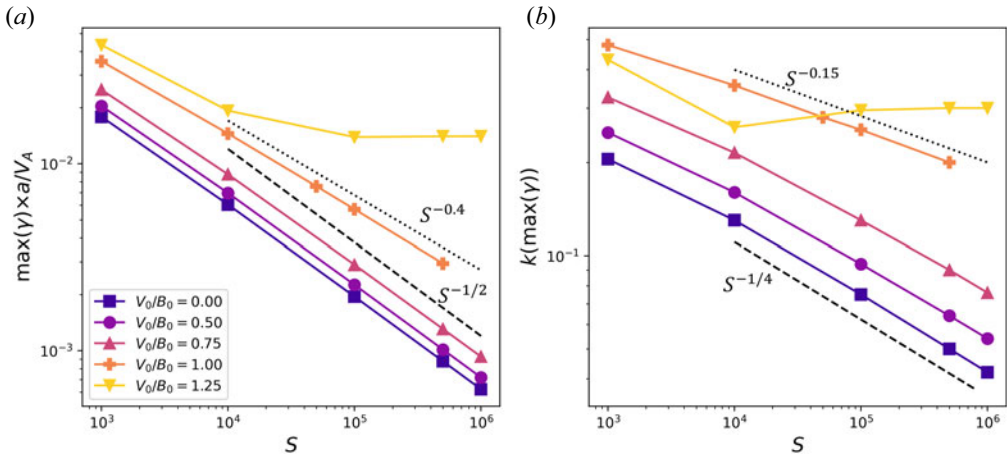 (a)
max(γ)×a/V_A
10^{-2}
10^{-3}
S^{-0.4}
S^{-1/2}
V_0/B_0 = 0.00
V_0/B_0 = 0.50
V_0/B_0 = 0.75
V_0/B_0 = 1.00
V_0/B_0 = 1.25
10^3
10^4
10^5
10^6
S
(b)
k(max(γ))
10^{-1}
S^{-0.15}
S^{-1/4}
10^3
10^4
10^5
10^6
S